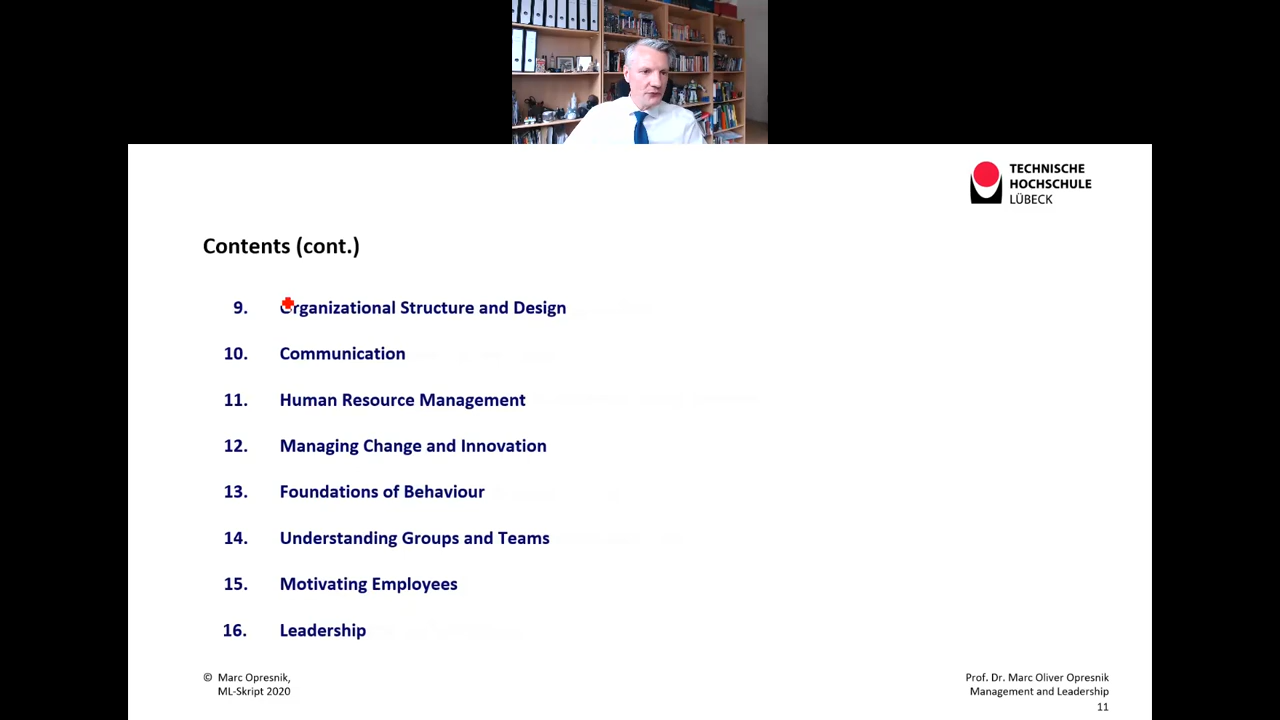 TECHNISCHE
HOCHSCHULE
LÜBECK
Contents (cont.)
9. Organizational Structure and Design
10. Communication
11. Human Resource Management
12. Managing Change and Innovation
13. Foundations of Behaviour
14. Understanding Groups and Teams
15. Motivating Employees
16. Leadership
© Marc Opresnik,
ML-Skript 2020
Prof. Dr. Marc Oliver Opresnik
Management and Leadership
11